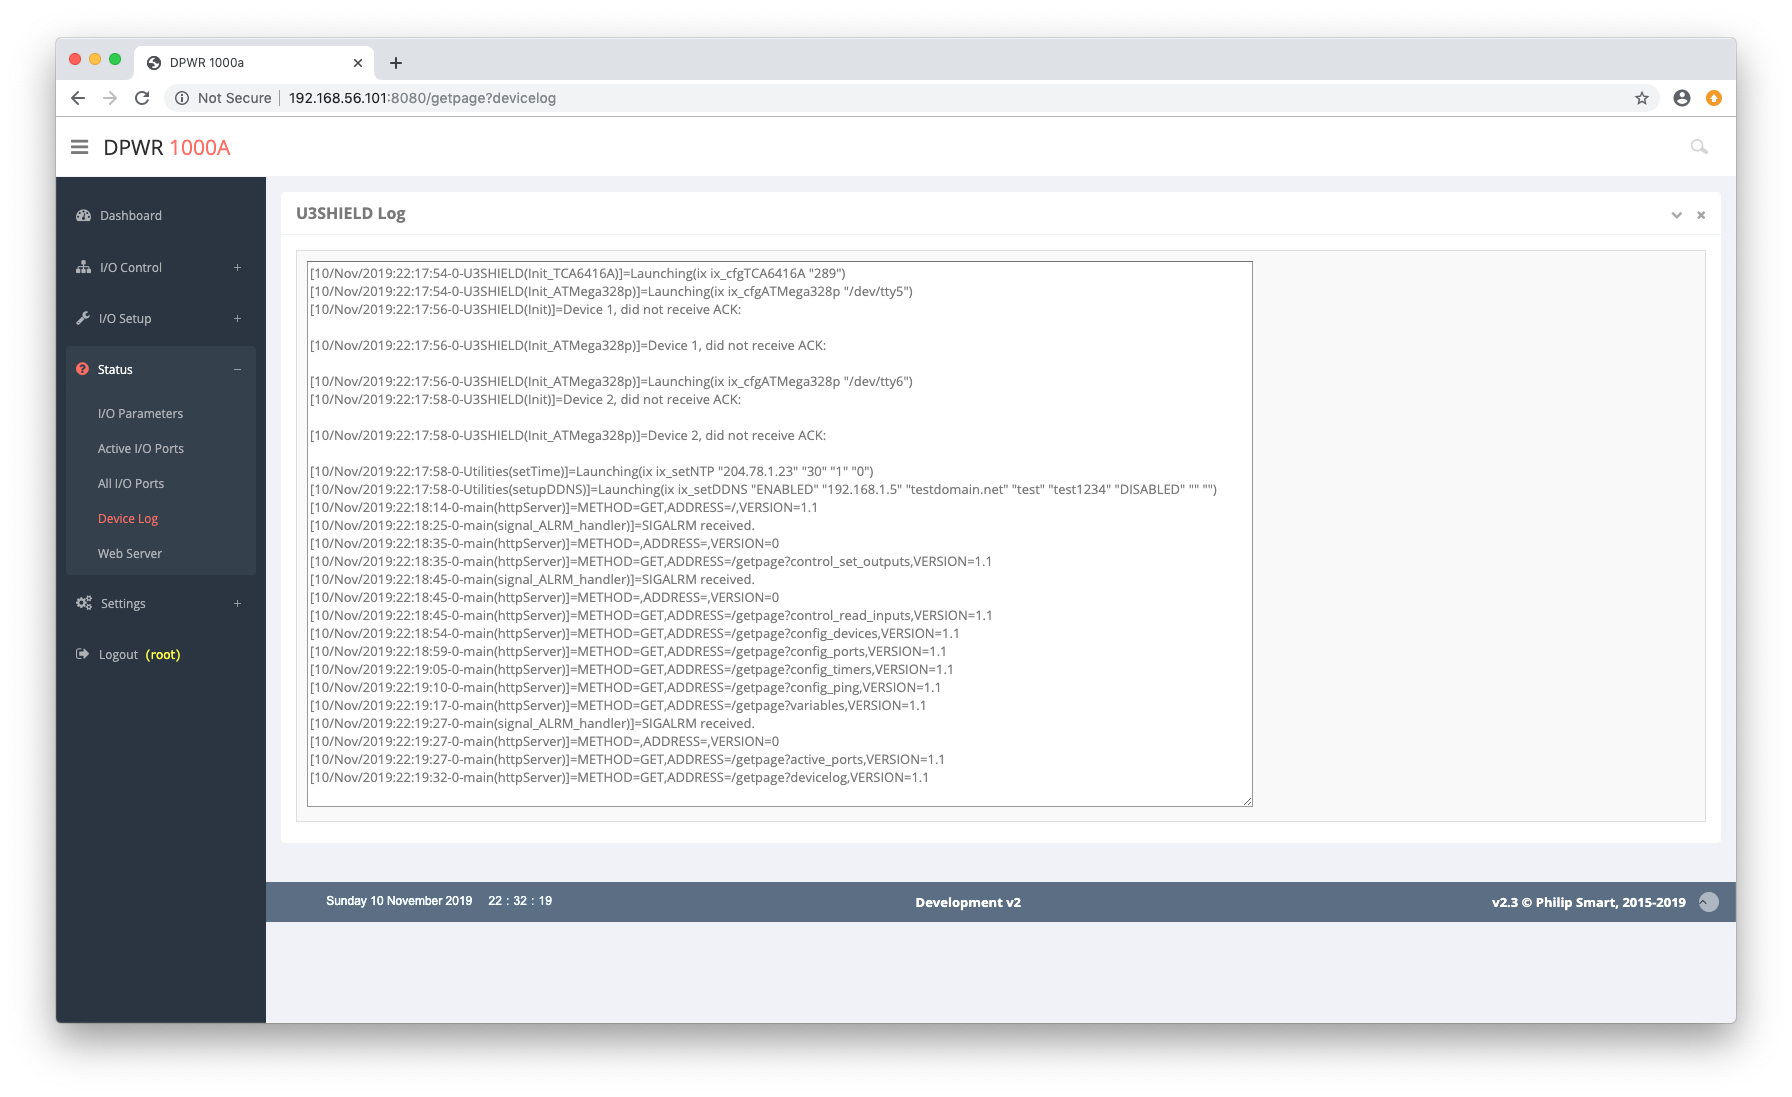 DPWR 1000a
Not Secure 192.168.56.101:8080/getpage?devicelog
DPWR 1000A
Dashboard
I/O Control
I/O Setup
Status
I/O Parameters
Active I/O Ports
All I/O Ports
Device Log
Web Server
Settings
Logout (root)
U3SHIELD Log
[10/Nov/2019:22:17:54-0-U3SHIELD(Init_TCA6416A)]=Launching(ix ix_cfgTCA6416A "289")
[10/Nov/2019:22:17:54-0-U3SHIELD(Init_ATMega328p)]=Launching(ix ix_cfgATMega328p "/dev/tty5")
[10/Nov/2019:22:17:56-0-U3SHIELD(Init)]=Device 1, did not receive ACK:
[10/Nov/2019:22:17:56-0-U3SHIELD(Init_ATMega328p)]=Device 1, did not receive ACK:
[10/Nov/2019:22:17:56-0-U3SHIELD(Init_ATMega328p)]=Launching(ix ix_cfgATMega328p "/dev/tty6")
[10/Nov/2019:22:17:58-0-U3SHIELD(Init)]=Device 2, did not receive ACK:
[10/Nov/2019:22:17:58-0-U3SHIELD(Init_ATMega328p)]=Device 2, did not receive ACK:
[10/Nov/2019:22:17:58-0-Utilities(setTime)]=Launching(ix ix_setNTP "204.78.1.23" "30" "1" "0")
[10/Nov/2019:22:17:58-0-Utilities(setupDDNS)]=Launching(ix ix_setDDNS "ENABLED" "192.168.1.5" "testdomain.net" "test" "test1234" "DISABLED" "" "")
[10/Nov/2019:22:18:14-0-main(httpServer)]=METHOD=GET,ADDRESS=/,VERSION=1.1
[10/Nov/2019:22:18:25-0-main(signal_ALRM_handler)]=SIGALRM received.
[10/Nov/2019:22:18:35-0-main(httpServer)]=METHOD=,ADDRESS=,VERSION=0
[10/Nov/2019:22:18:35-0-main(httpServer)]=METHOD=GET,ADDRESS=/getpage?control_set_outputs,VERSION=1.1
[10/Nov/2019:22:18:45-0-main(signal_ALRM_handler)]=SIGALRM received.
[10/Nov/2019:22:18:45-0-main(httpServer)]=METHOD=,ADDRESS=,VERSION=0
[10/Nov/2019:22:18:45-0-main(httpServer)]=METHOD=GET,ADDRESS=/getpage?control_read_inputs,VERSION=1.1
[10/Nov/2019:22:18:54-0-main(httpServer)]=METHOD=GET,ADDRESS=/getpage?config_devices,VERSION=1.1
[10/Nov/2019:22:18:59-0-main(httpServer)]=METHOD=GET,ADDRESS=/getpage?config_ports,VERSION=1.1
[10/Nov/2019:22:19:05-0-main(httpServer)]=METHOD=GET,ADDRESS=/getpage?config_timers,VERSION=1.1
[10/Nov/2019:22:19:10-0-main(httpServer)]=METHOD=GET,ADDRESS=/getpage?config_ping,VERSION=1.1
[10/Nov/2019:22:19:17-0-main(httpServer)]=METHOD=GET,ADDRESS=/getpage?variables,VERSION=1.1
[10/Nov/2019:22:19:27-0-main(signal_ALRM_handler)]=SIGALRM received.
[10/Nov/2019:22:19:27-0-main(httpServer)]=METHOD=,ADDRESS=,VERSION=0
[10/Nov/2019:22:19:27-0-main(httpServer)]=METHOD=GET,ADDRESS=/getpage?active_ports,VERSION=1.1
[10/Nov/2019:22:19:32-0-main(httpServer)]=METHOD=GET,ADDRESS=/getpage?devicelog,VERSION=1.1
Sunday 10 November 2019 22 : 32 : 19
Development v2
v2.3 © Philip Smart, 2015-2019